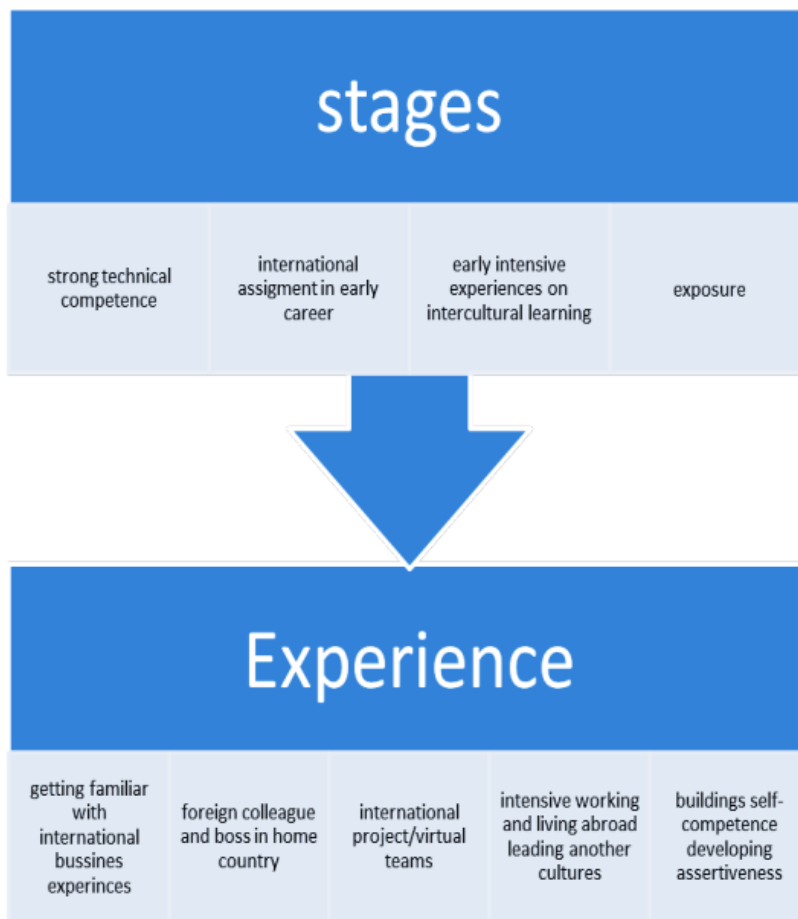 stages
strong technical
competence
international
assigment in early
career
early intensive
experiences on
intercultural learning
exposure
Experience
getting familiar
with
international
bussines
experinces
foreign colleague
and boss in home
country
international
project/virtual
teams
intensive working
and living abroad
leading another
cultures
buildings self-
competence
developing
assertiveness